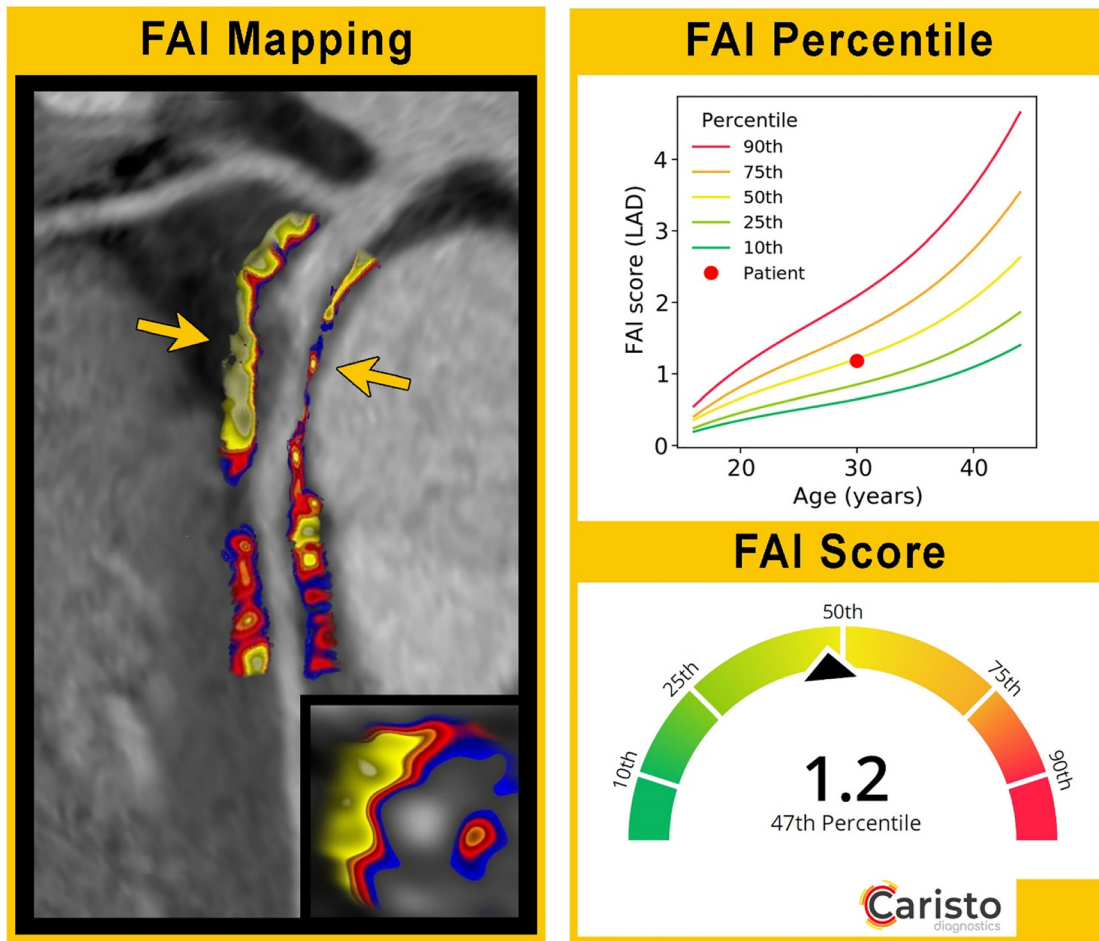 FAI Mapping
FAI Percentile
Percentile
90th
75th
50th
25th
10th
Patient
FAI score (LAD)
4
3
2
1
0
20
30
40
Age (years)
FAI Score
10th
25th
50th
75th
90th
1.2
47th Percentile
Caristo
diagnostics